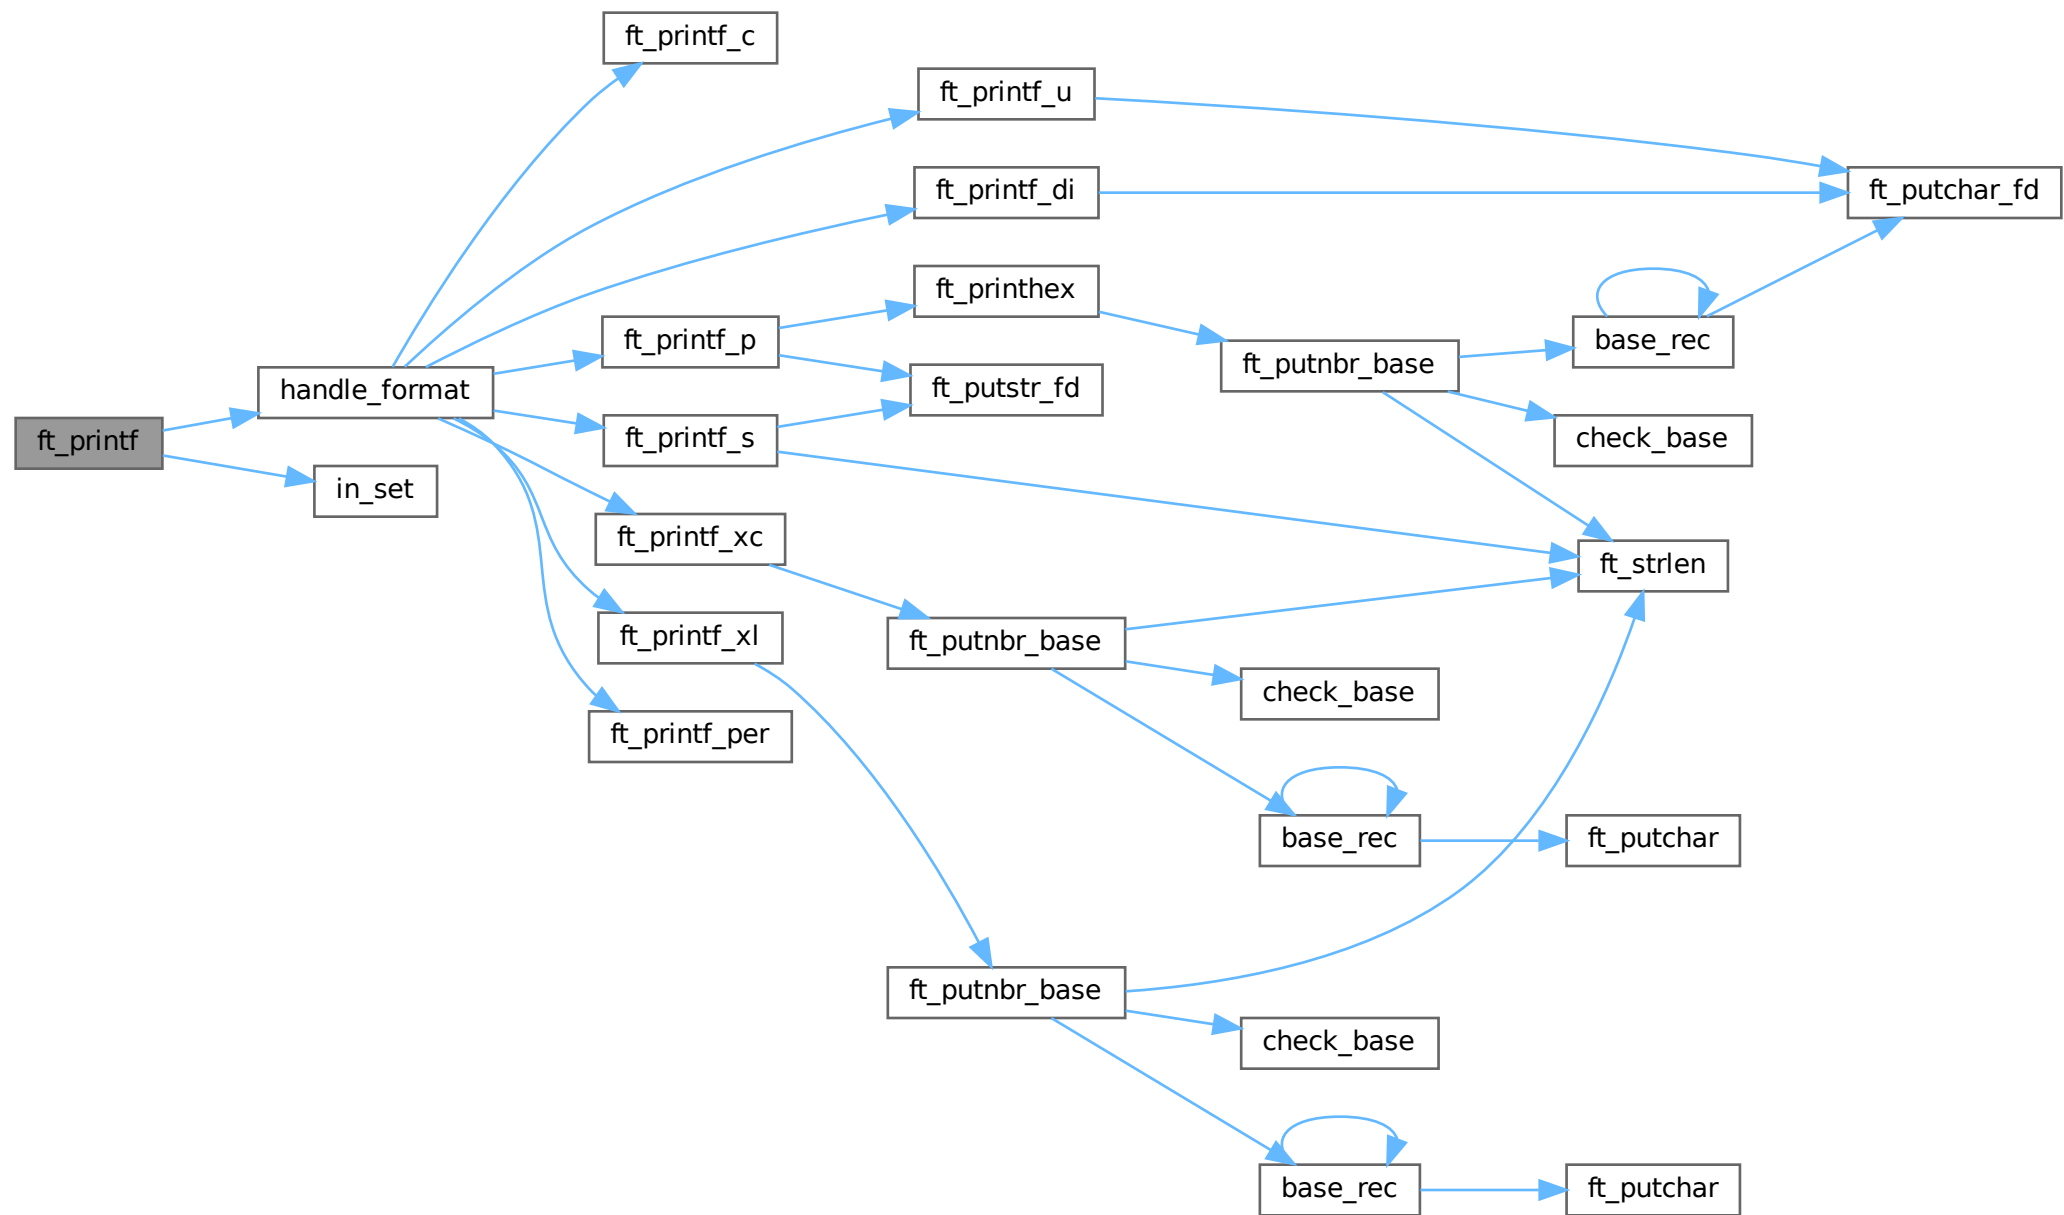 ft_printf
handle_format
in_set
ft_printf_c
ft_printf_u
ft_printf_di
ft_printf_p
ft_printf_s
ft_printf_xc
ft_printf_xl
ft_printf_per
ft_printhex
ft_putstr_fd
ft_putnbr_base
ft_putnbr_base
ft_putnbr_base
base_rec
check_base
ft_strlen
check_base
base_rec
ft_putchar
check_base
base_rec
ft_putchar
ft_putchar_fd